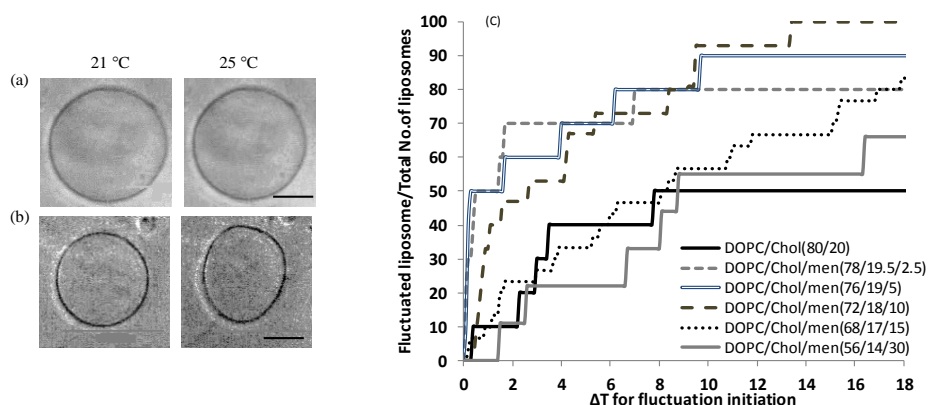 21 °C
25 °C
(a)
(b)
(C)
Fluctuated liposome/Total No.of liposomes
100
90
80
70
60
50
40
30
20
10
0
DOPC/Chol(80/20)
DOPC/Chol/men(78/19.5/2.5)
DOPC/Chol/men(76/19/5)
DOPC/Chol/men(72/18/10)
DOPC/Chol/men(68/17/15)
DOPC/Chol/men(56/14/30)
0 2 4 6 8 10 12 14 16 18
ΔT for fluctuation initiation